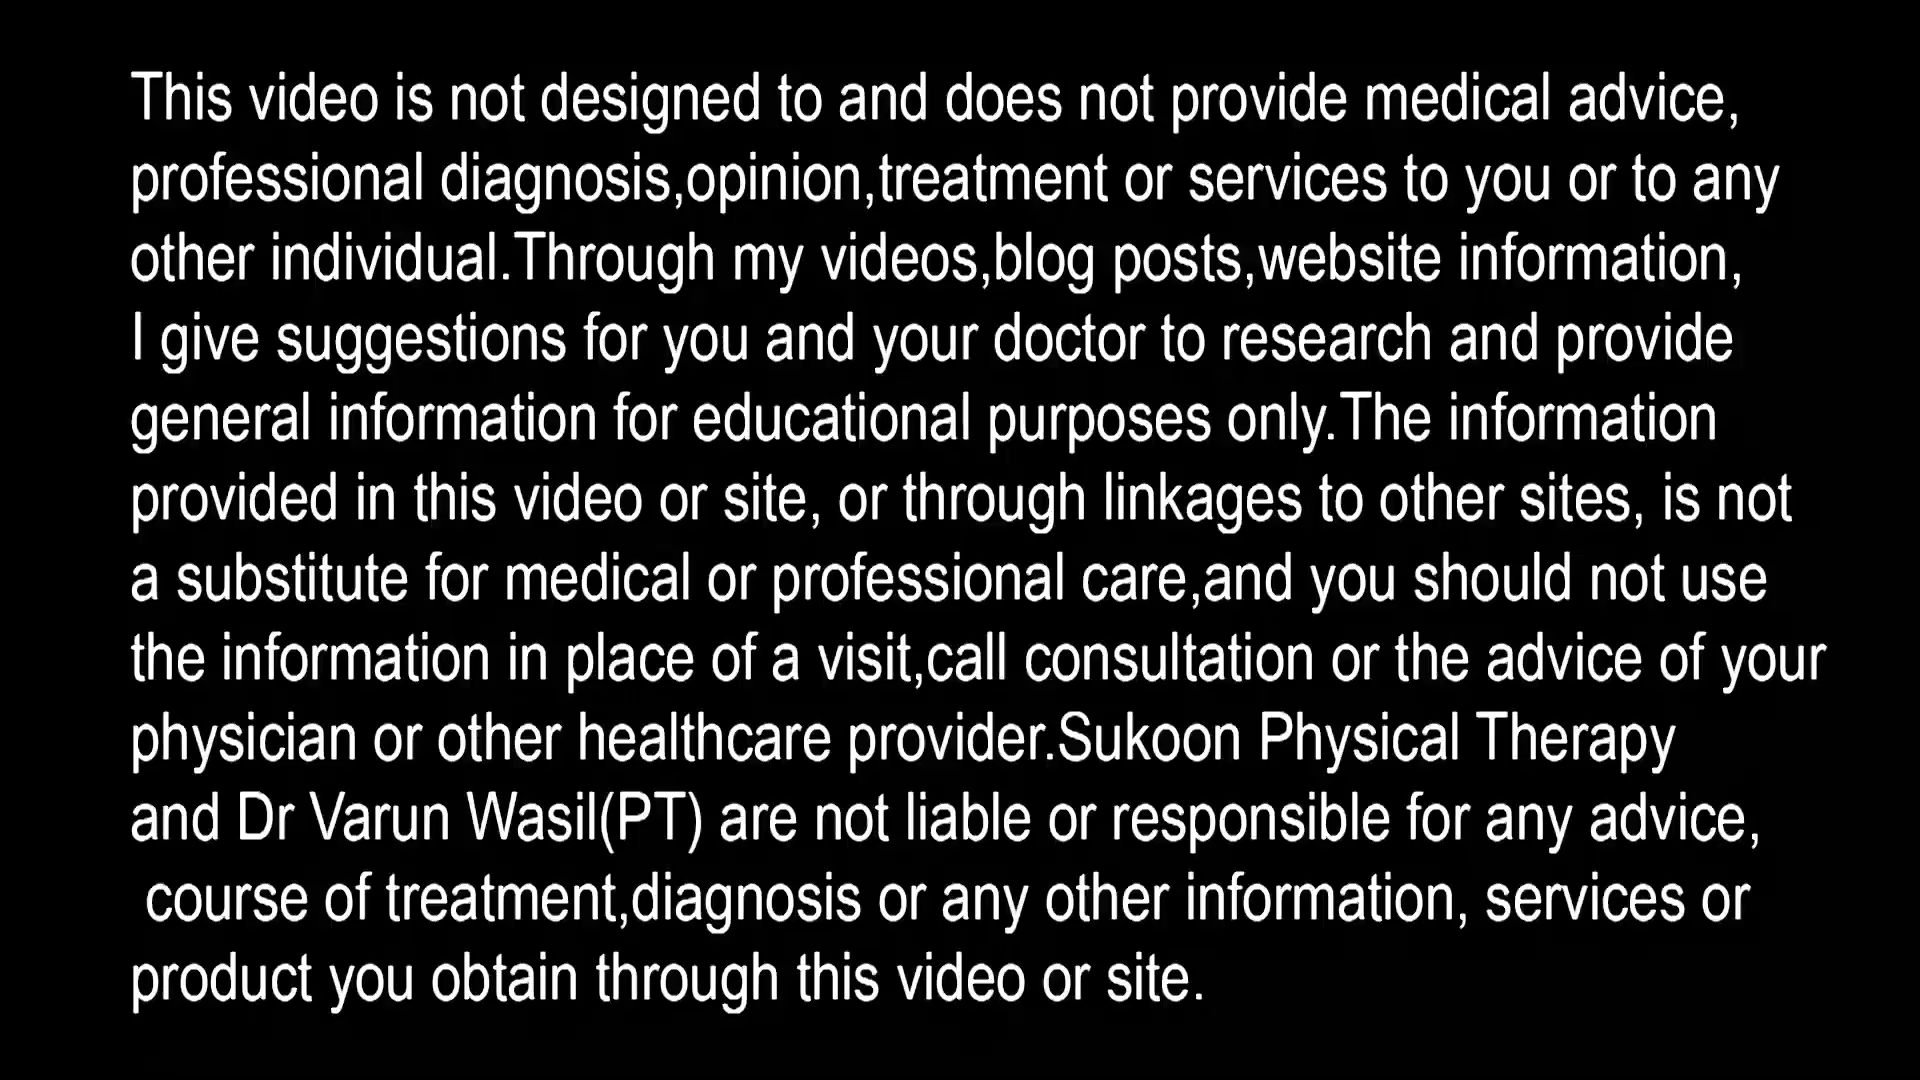 This video is not designed to and does not provide medical advice,
professional diagnosis,opinion,treatment or services to you or to any
other individual.Through my videos,blog posts,website information,
I give suggestions for you and your doctor to research and provide
general information for educational purposes only.The information
provided in this video or site, or through linkages to other sites, is not
a substitute for medical or professional care,and you should not use
the information in place of a visit,call consultation or the advice of your
physician or other healthcare provider.Sukoon Physical Therapy
and Dr Varun Wasil(PT) are not liable or responsible for any advice,
course of treatment,diagnosis or any other information, services or
product you obtain through this video or site.